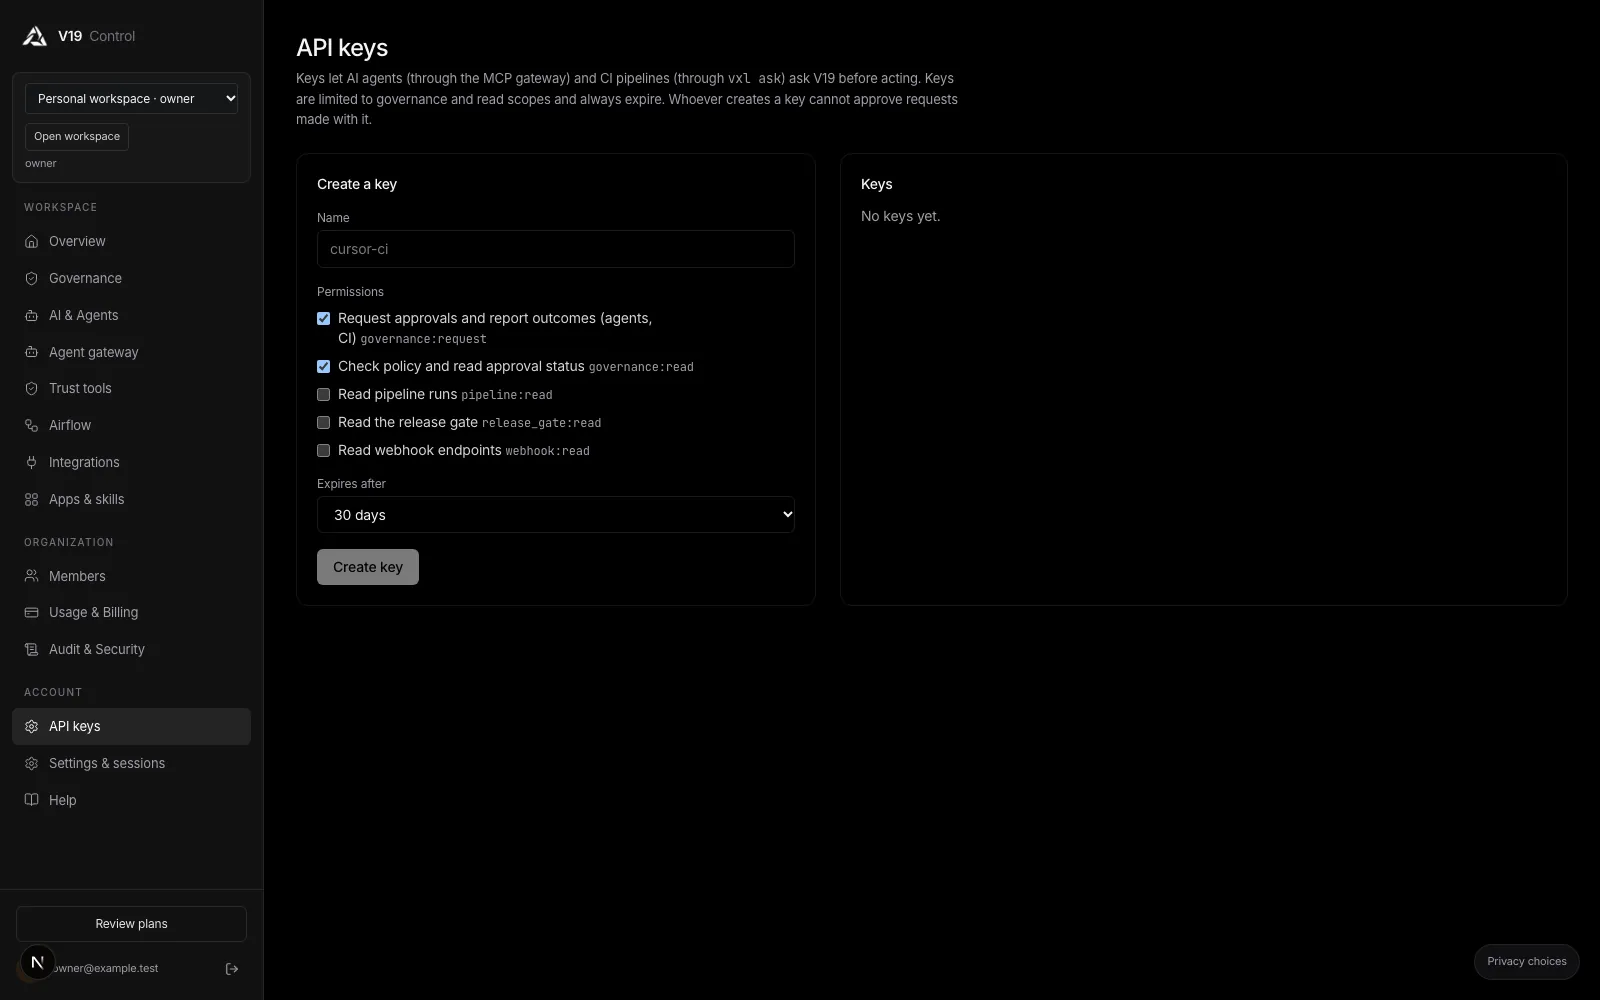 V19 Control
Personal workspace · owner
Open workspace
owner
WORKSPACE
Overview
Governance
AI & Agents
Agent gateway
Trust tools
Airflow
Integrations
Apps & skills
ORGANIZATION
Members
Usage & Billing
Audit & Security
ACCOUNT
API keys
Settings & sessions
Help
Review plans
N
owner@example.test
API keys
Keys let AI agents (through the MCP gateway) and CI pipelines (through vxl ask) ask V19 before acting. Keys
are limited to governance and read scopes and always expire. Whoever creates a key cannot approve requests
made with it.
Create a key
Name
cursor-ci
Permissions
Request approvals and report outcomes (agents,
CI) governance:request
Check policy and read approval status governance:read
Read pipeline runs pipeline:read
Read the release gate release_gate:read
Read webhook endpoints webhook:read
Expires after
30 days
Create key
Keys
No keys yet.
Privacy choices